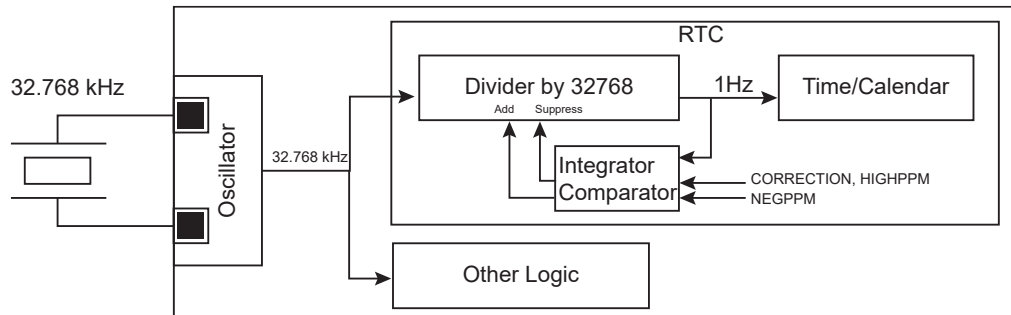 RTC
32.768 kHz
Divider by 32768
Add Suppress
1Hz
Time/Calendar
Oscillator
32.768 kHz
Integrator
Comparator
CORRECTION, HIGHPPM
NEGPPM
Other Logic